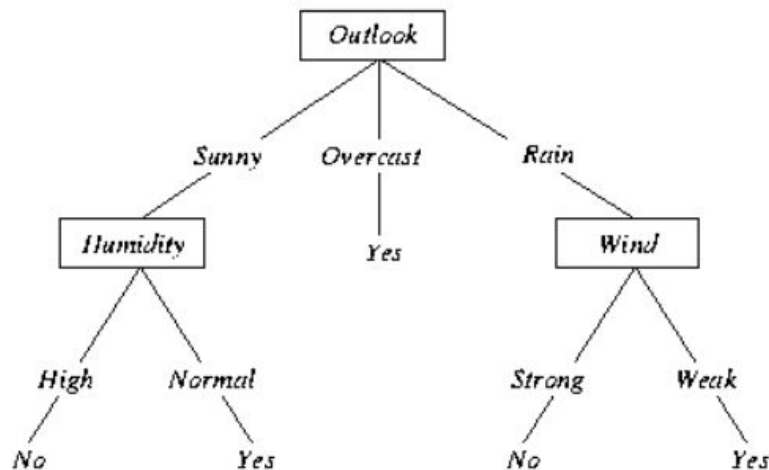 Outlook
Sunny Overcast Rain
Humidity Yes Wind
High Normal Strong Weak
No Yes No Yes